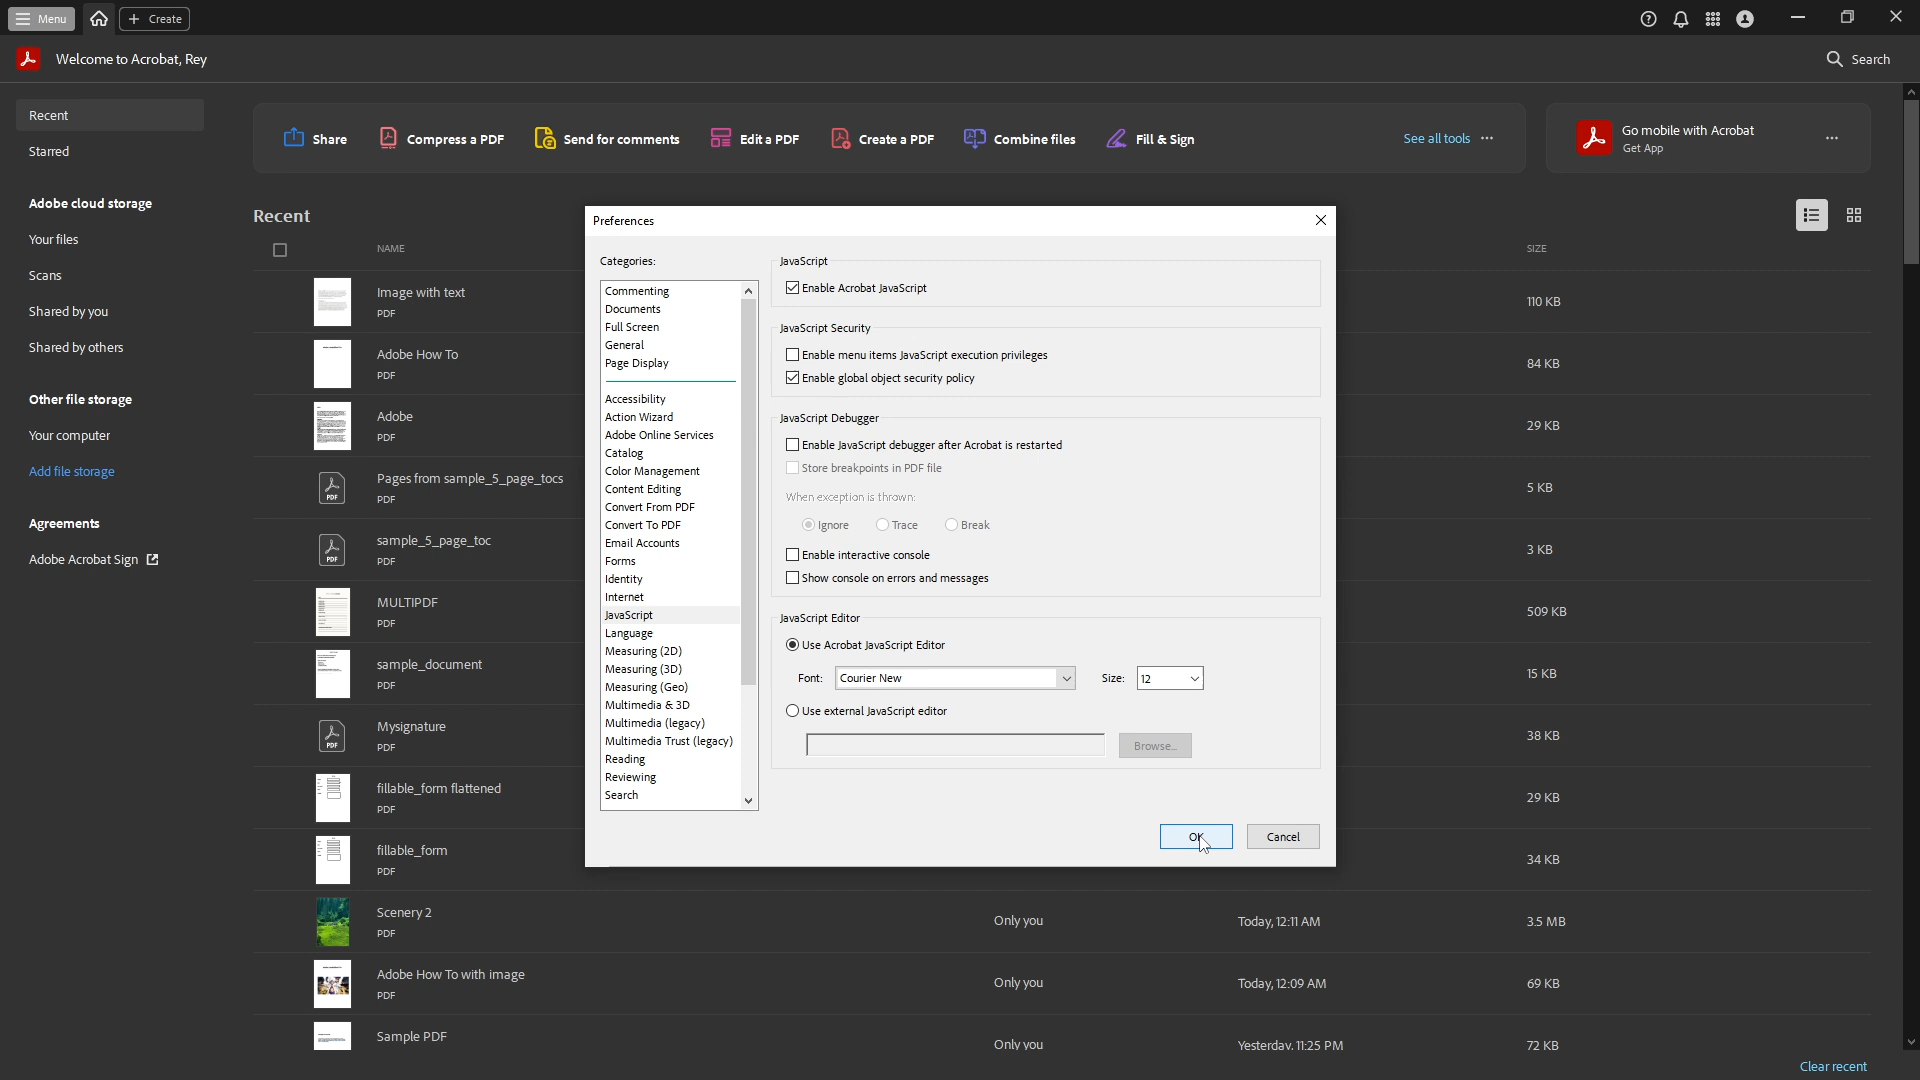 Menu
Create
Welcome to Acrobat, Rey
Search
Recent
Starred
Adobe cloud storage
Your files
Scans
Shared by you
Shared by others
Other file storage
Your computer
Add file storage
Agreements
Adobe Acrobat Sign
Share
Compress a PDF
Send for comments
Edit a PDF
Create a PDF
Combine files
Fill & Sign
See all tools
Go mobile with Acrobat
Get App
Recent
NAME
SIZE
Image with text
PDF
110 KB
Adobe How To
PDF
84 KB
Adobe
PDF
29 KB
Pages from sample_5_page_tocs
PDF
5 KB
sample_5_page_toc
PDF
3 KB
MULTIPDF
PDF
509 KB
sample_document
PDF
15 KB
Mysignature
PDF
38 KB
fillable_form flattened
PDF
29 KB
fillable_form
PDF
34 KB
Scenery 2
PDF
Only you
Today, 12:11 AM
3.5 MB
Adobe How To with image
PDF
Only you
Today, 12:09 AM
69 KB
Sample PDF
Only you
Yesterday, 11:25 PM
72 KB
Clear recent
Preferences
Categories:
Commenting
Documents
Full Screen
General
Page Display
Accessibility
Action Wizard
Adobe Online Services
Catalog
Color Management
Content Editing
Convert From PDF
Convert To PDF
Email Accounts
Forms
Identity
Internet
JavaScript
Language
Measuring (2D)
Measuring (3D)
Measuring (Geo)
Multimedia & 3D
Multimedia (legacy)
Multimedia Trust (legacy)
Reading
Reviewing
Search
JavaScript
Enable Acrobat JavaScript
JavaScript Security
Enable menu items JavaScript execution privileges
Enable global object security policy
JavaScript Debugger
Enable JavaScript debugger after Acrobat is restarted
Store breakpoints in PDF file
When exception is thrown:
Ignore
Trace
Break
Enable interactive console
Show console on errors and messages
JavaScript Editor
Use Acrobat JavaScript Editor
Font:
Courier New
Size:
12
Use external JavaScript editor
Browse...
OK
Cancel